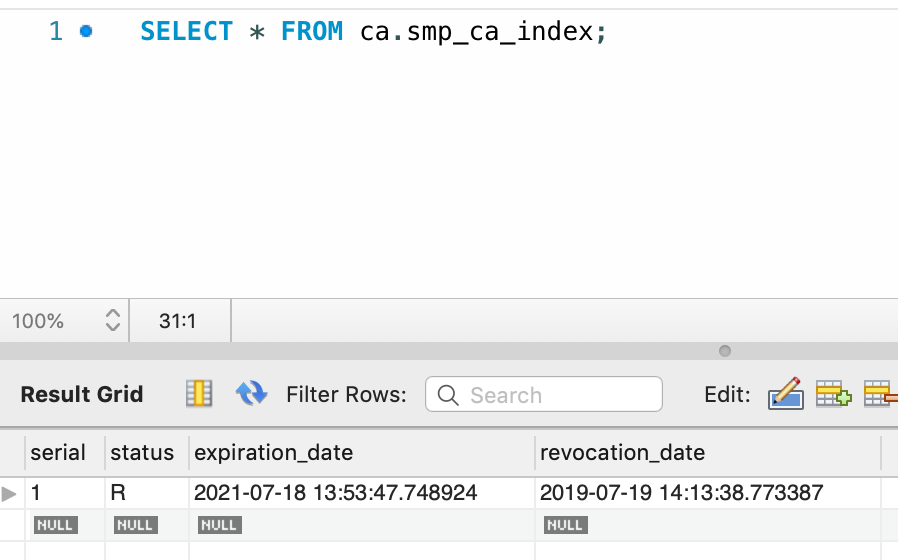 1 SELECT * FROM ca.smp_ca_index;
100% 31:1
Result Grid Filter Rows: Search Edit:
serial status expiration_date revocation_date
1 R 2021-07-18 13:53:47.748924 2019-07-19 14:13:38.773387
NULL NULL NULL NULL